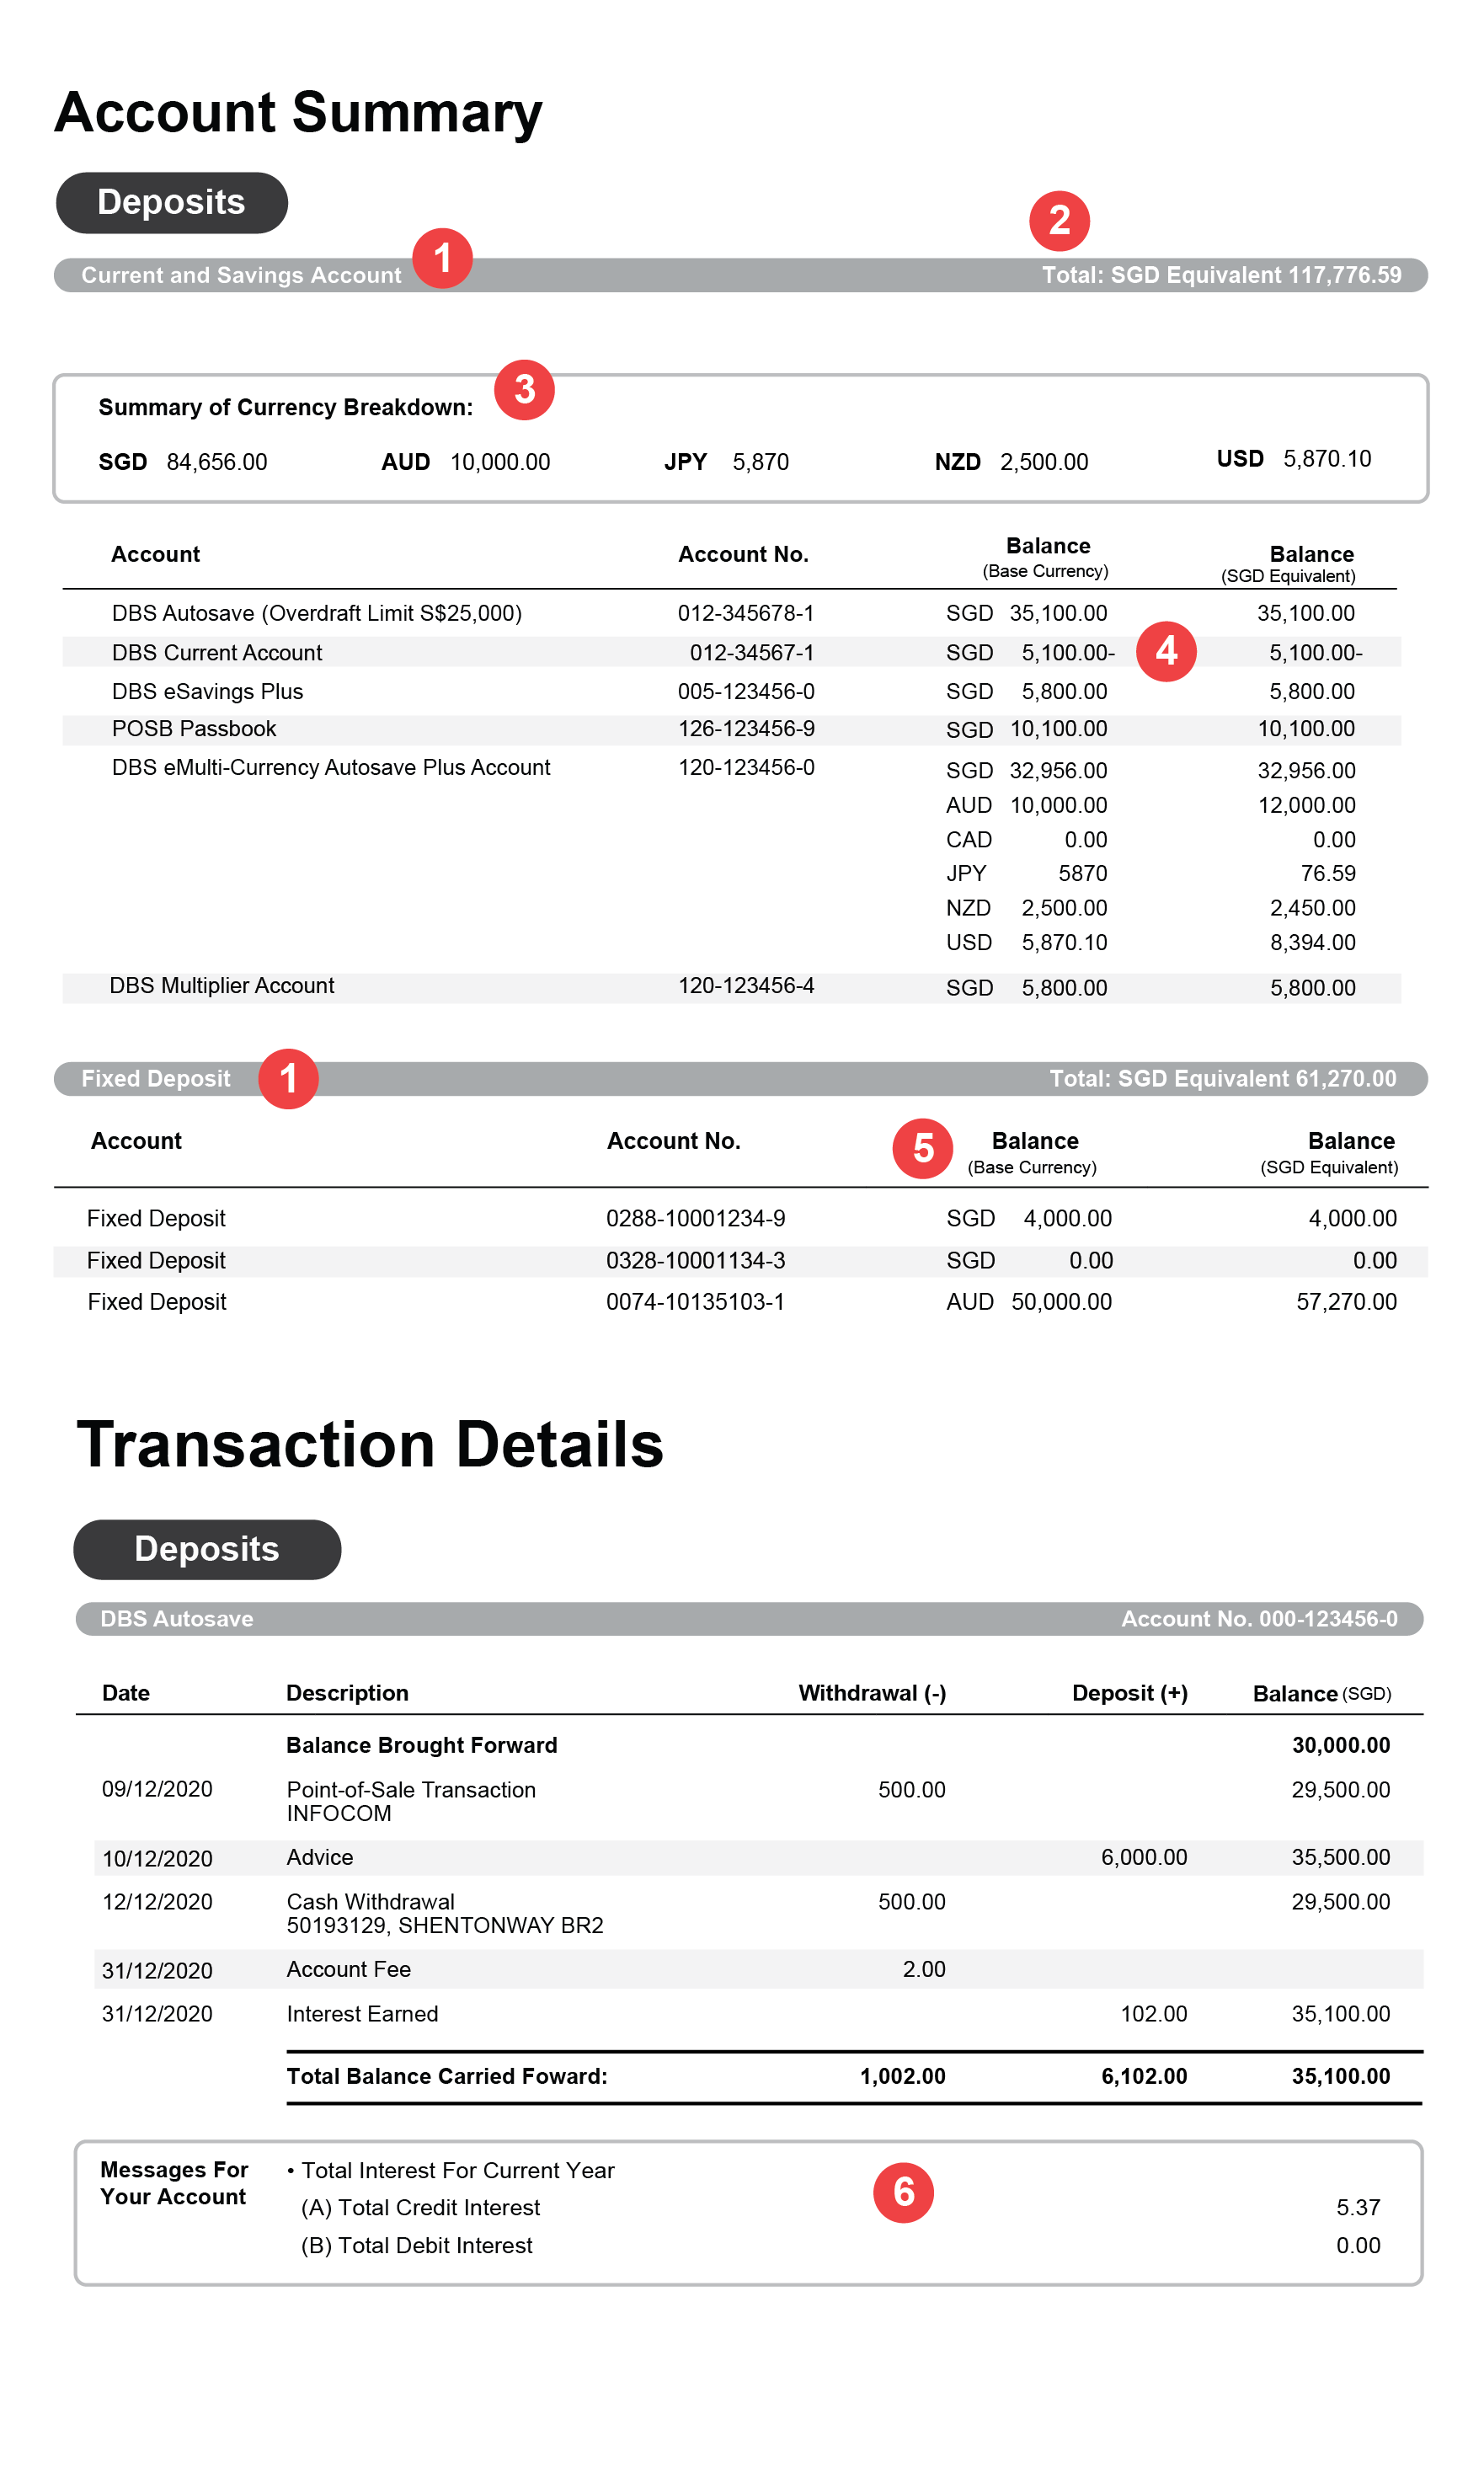 Account Summary
Deposits
1
2
Current and Savings Account Total: SGD Equivalent 117,776.59
3
Summary of Currency Breakdown:
SGD 84,656.00 AUD 10,000.00 JPY 5,870 NZD 2,500.00 USD 5,870.10
Account Account No. Balance Balance
(Base Currency) (SGD Equivalent)
DBS Autosave (Overdraft Limit S$25,000) 012-345678-1 SGD 35,100.00 35,100.00
DBS Current Account 012-34567-1 SGD 5,100.00- 4 5,100.00-
DBS eSavings Plus 005-123456-0 SGD 5,800.00 5,800.00
POSB Passbook 126-123456-9 SGD 10,100.00 10,100.00
DBS eMulti-Currency Autosave Plus Account 120-123456-0 SGD 32,956.00 32,956.00
AUD 10,000.00 12,000.00
CAD 0.00 0.00
JPY 5870 76.59
NZD 2,500.00 2,450.00
USD 5,870.10 8,394.00
DBS Multiplier Account 120-123456-4 SGD 5,800.00 5,800.00
Fixed Deposit 1 Total: SGD Equivalent 61,270.00
Account Account No. 5 Balance Balance
(Base Currency) (SGD Equivalent)
Fixed Deposit 0288-10001234-9 SGD 4,000.00 4,000.00
Fixed Deposit 0328-10001134-3 SGD 0.00 0.00
Fixed Deposit 0074-10135103-1 AUD 50,000.00 57,270.00
Transaction Details
Deposits
DBS Autosave Account No. 000-123456-0
Date Description Withdrawal (-) Deposit (+) Balance (SGD)
Balance Brought Forward 30,000.00
09/12/2020 Point-of-Sale Transaction 500.00 29,500.00
INFOCOM
10/12/2020 Advice 6,000.00 35,500.00
12/12/2020 Cash Withdrawal 500.00 29,500.00
50193129, SHENTONWAY BR2
31/12/2020 Account Fee 2.00
31/12/2020 Interest Earned 102.00 35,100.00
Total Balance Carried Foward: 1,002.00 6,102.00 35,100.00
Messages For • Total Interest For Current Year 6
Your Account
(A) Total Credit Interest 5.37
(B) Total Debit Interest 0.00